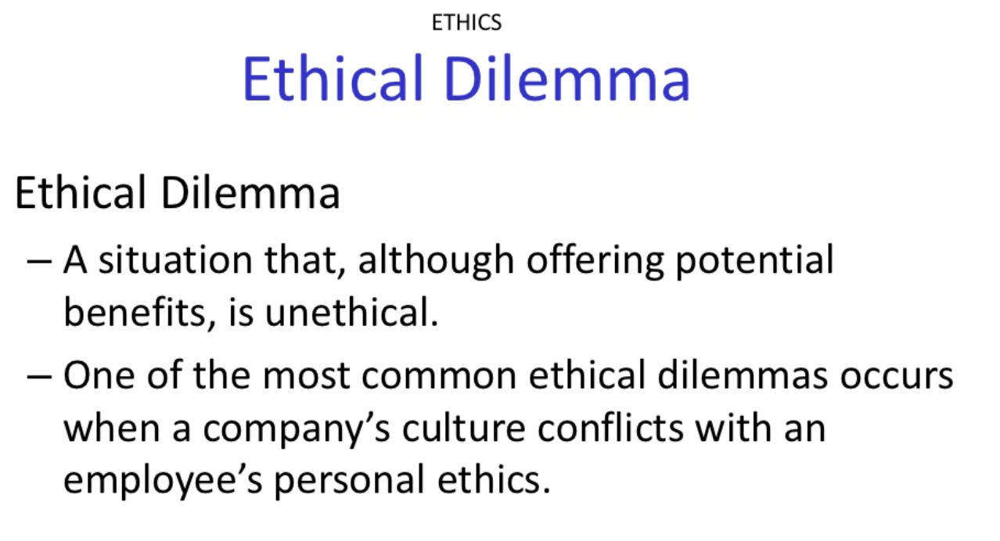 ETHICS
Ethical Dilemma
Ethical Dilemma
– A situation that, although offering potential
benefits, is unethical.
– One of the most common ethical dilemmas occurs
when a company’s culture conflicts with an
employee’s personal ethics.